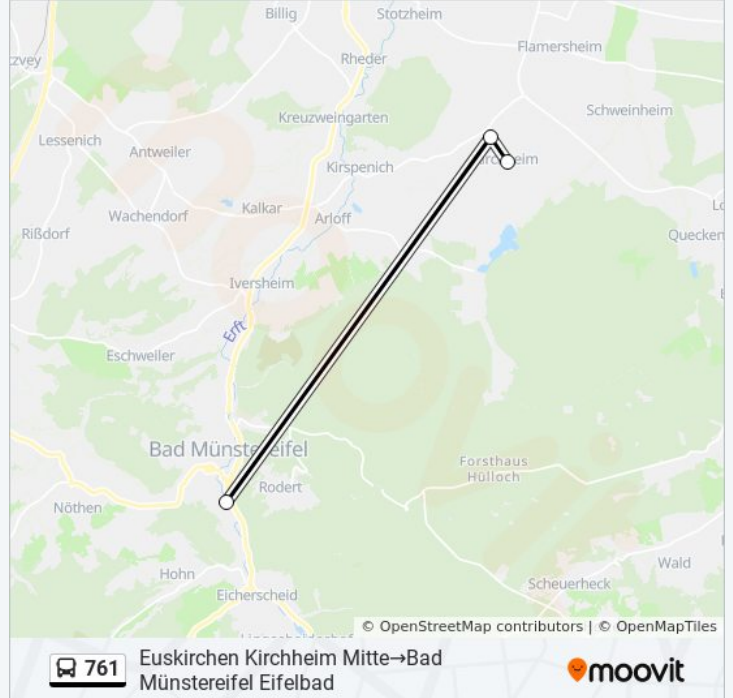 Billig
Stotzheim
zvey
Rheder
Flamersheim
Kreuzweingarten
Schweinheim
Lessenich
Antweiler
Kirspenich
Kirchheim
Wachendorf
Kalkar
Arloff
Rißdorf
Quecken
Iversheim
Erft
Eschweiler
Bad Münstereifel
Forsthaus
Hülloch
Rodert
Nöthen
Wald
Hohn
Scheuerheck
Eicherscheid
© OpenStreetMap contributors | © OpenMapTiles
761
Euskirchen Kirchheim Mitte→Bad
Münstereifel Eifelbad
moovit